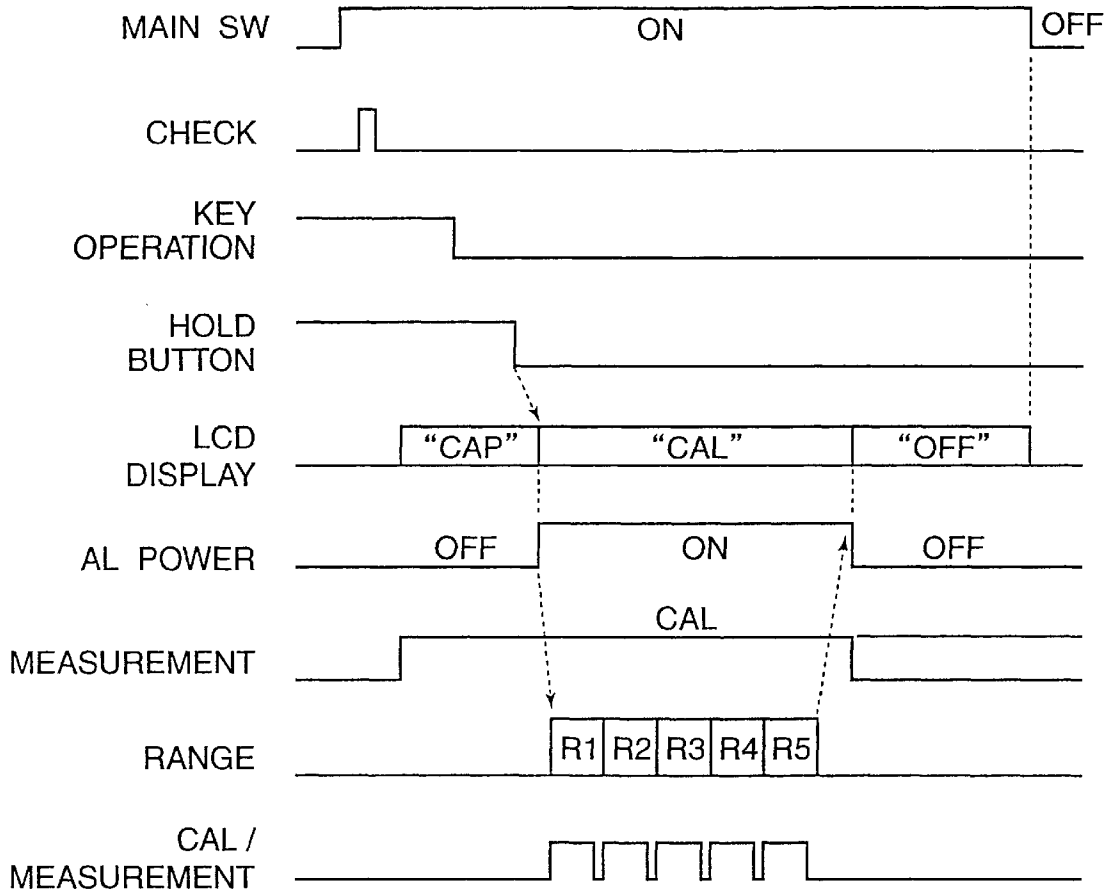 MAIN SW
ON
OFF
CHECK
KEY
OPERATION
HOLD
BUTTON
LCD
DISPLAY
“CAP”
“CAL”
“OFF”
AL POWER
OFF
ON
OFF
CAL
MEASUREMENT
RANGE
R1 R2 R3 R4 R5
CAL /
MEASUREMENT